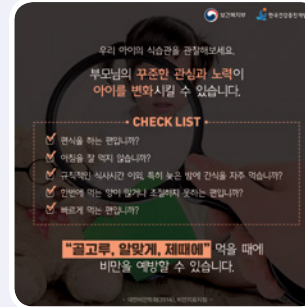 보건복지부 한국건강증진개발원
우리 아이의 식습관을 관찰해보세요.
부모님의 꾸준한 관심과 노력이
아이를 변화시킬 수 있습니다.
CHECK LIST
편식을 하는 편입니까?
아침을 잘 먹지 않습니까?
규칙적인 식사시간 이외, 특히 늦은 밤에 간식을 자주 먹습니까?
한번에 먹는 양이 많거나 조절하지 못하는 편입니까?
빠르게 먹는 편입니까?
"골고루, 알맞게, 제때에" 먹을 때에
비만을 예방할 수 있습니다.